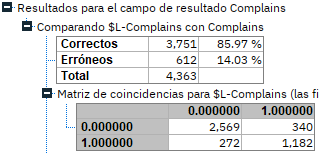 Resultados para el campo de resultado Complains
Comparando $L-Complains con Complains
Correctos 3,751 85.97 %
Erróneos 612 14.03 %
Total 4,363
Matriz de coincidencias para $L-Complains (las fi
0.000000 1.000000
0.000000 2,569 340
1.000000 272 1,182